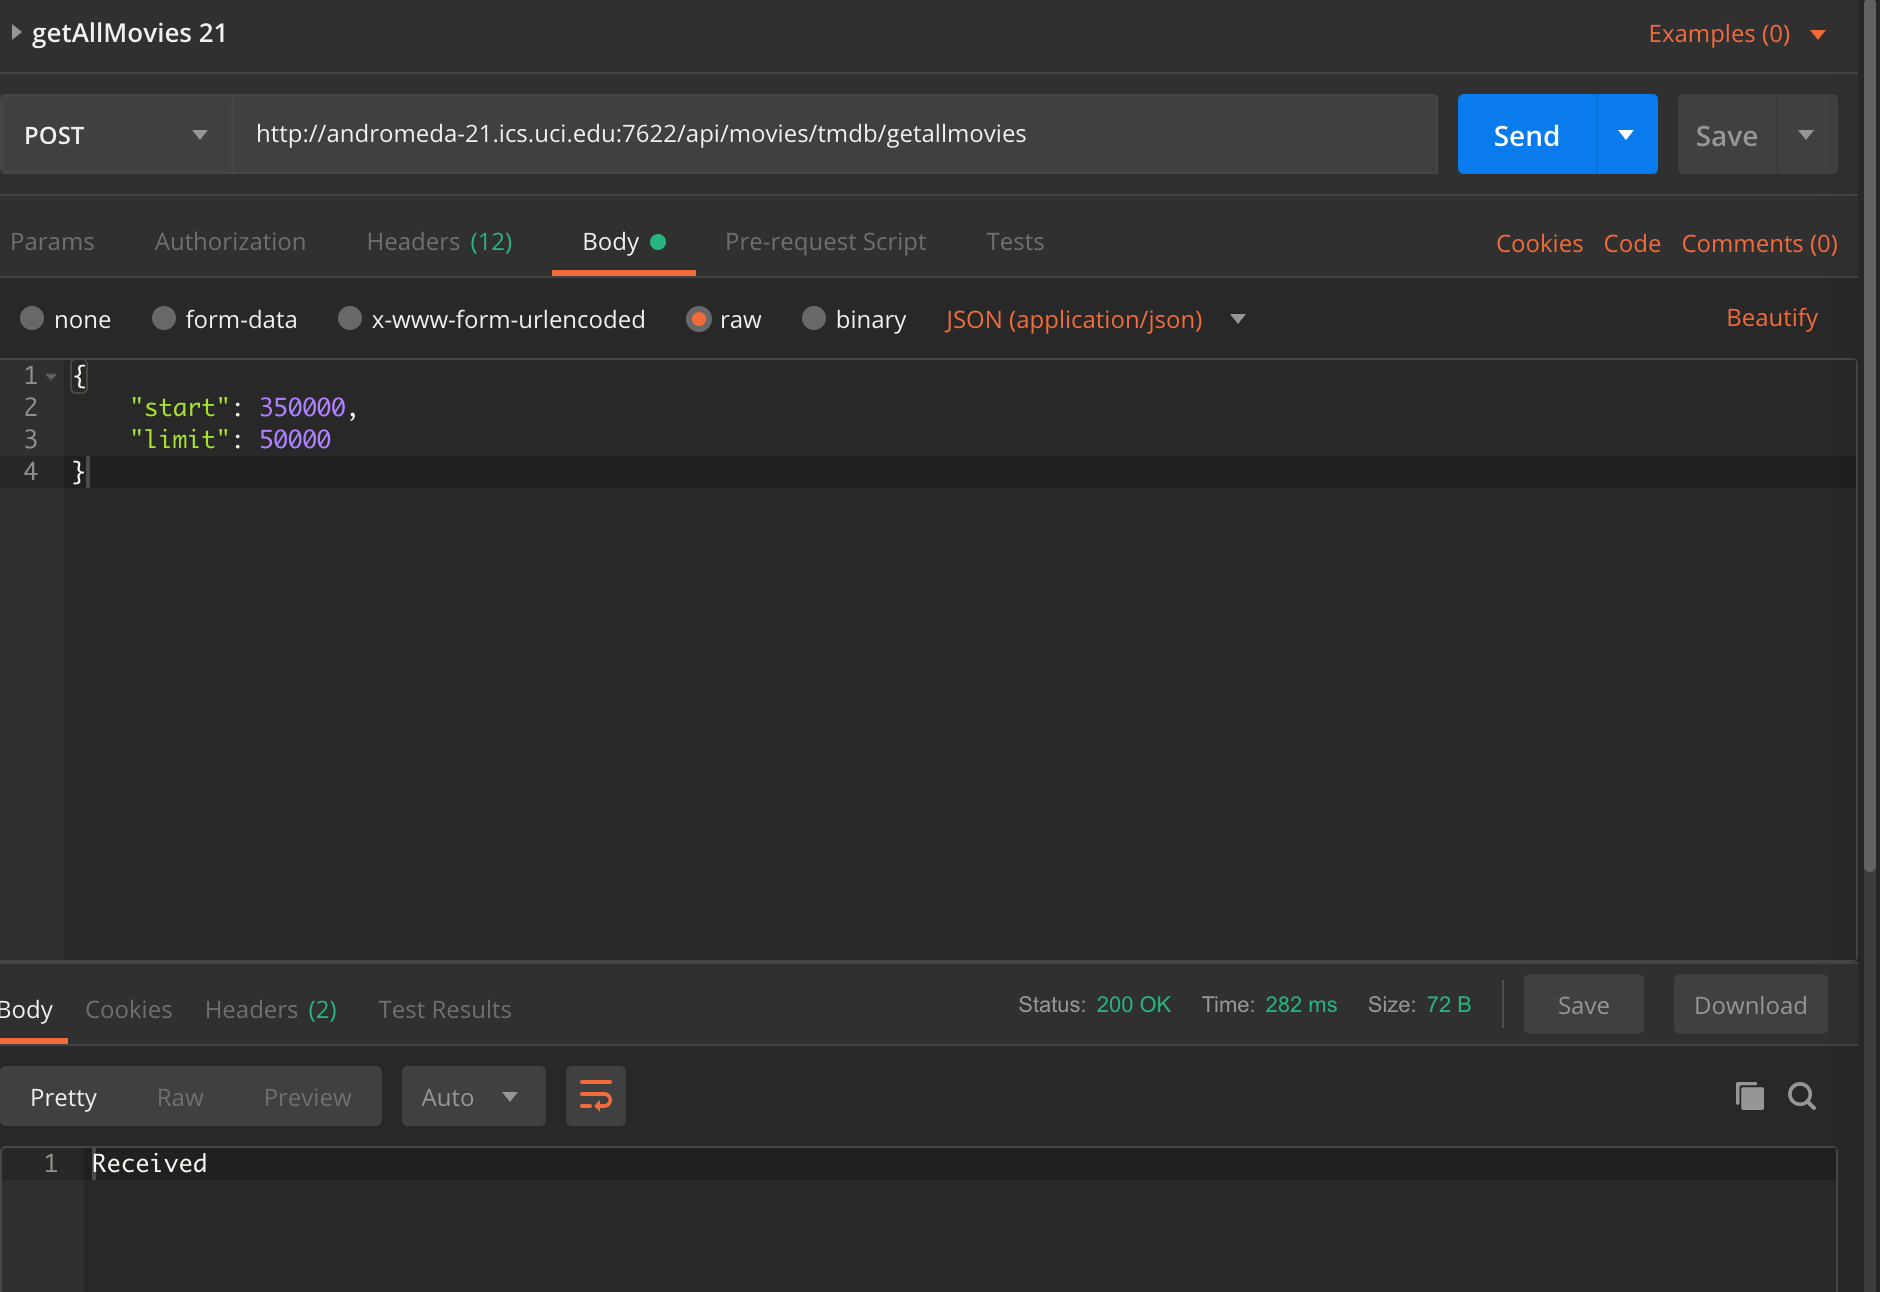 getAllMovies 21
Examples (0)
POST
http://andromeda-21.ics.uci.edu:7622/api/movies/tmdb/getallmovies
Send
Save
Params Authorization Headers (12) Body Pre-request Script Tests Cookies Code Comments (0)
none form-data x-www-form-urlencoded raw binary JSON (application/json) Beautify
1 {
2 "start": 350000,
3 "limit": 50000
4 }
Body Cookies Headers (2) Test Results Status: 200 OK Time: 282 ms Size: 72 B Save Download
Pretty Raw Preview Auto
1 Received